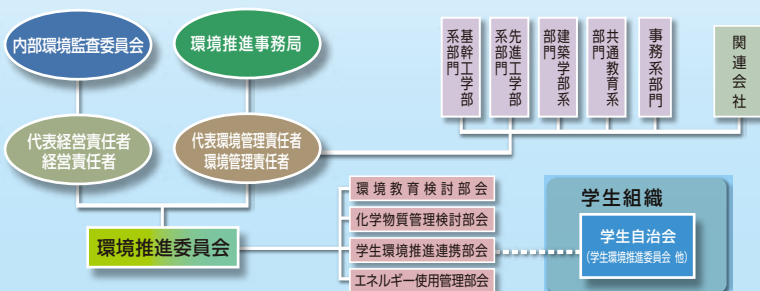 内部環境監査委員会
環境推進事務局
基幹工学部
系部門
先進工学部
系部門
建築学部系
部門
共通教育系
部門
事務系部門
関連会社
代表経営責任者
経営責任者
代表環境管理責任者
環境管理責任者
環境推進委員会
環境教育検討部会
化学物質管理検討部会
学生環境推進連携部会
エネルギー使用管理部会
学生組織
学生自治会
(学生環境推進委員会 他)